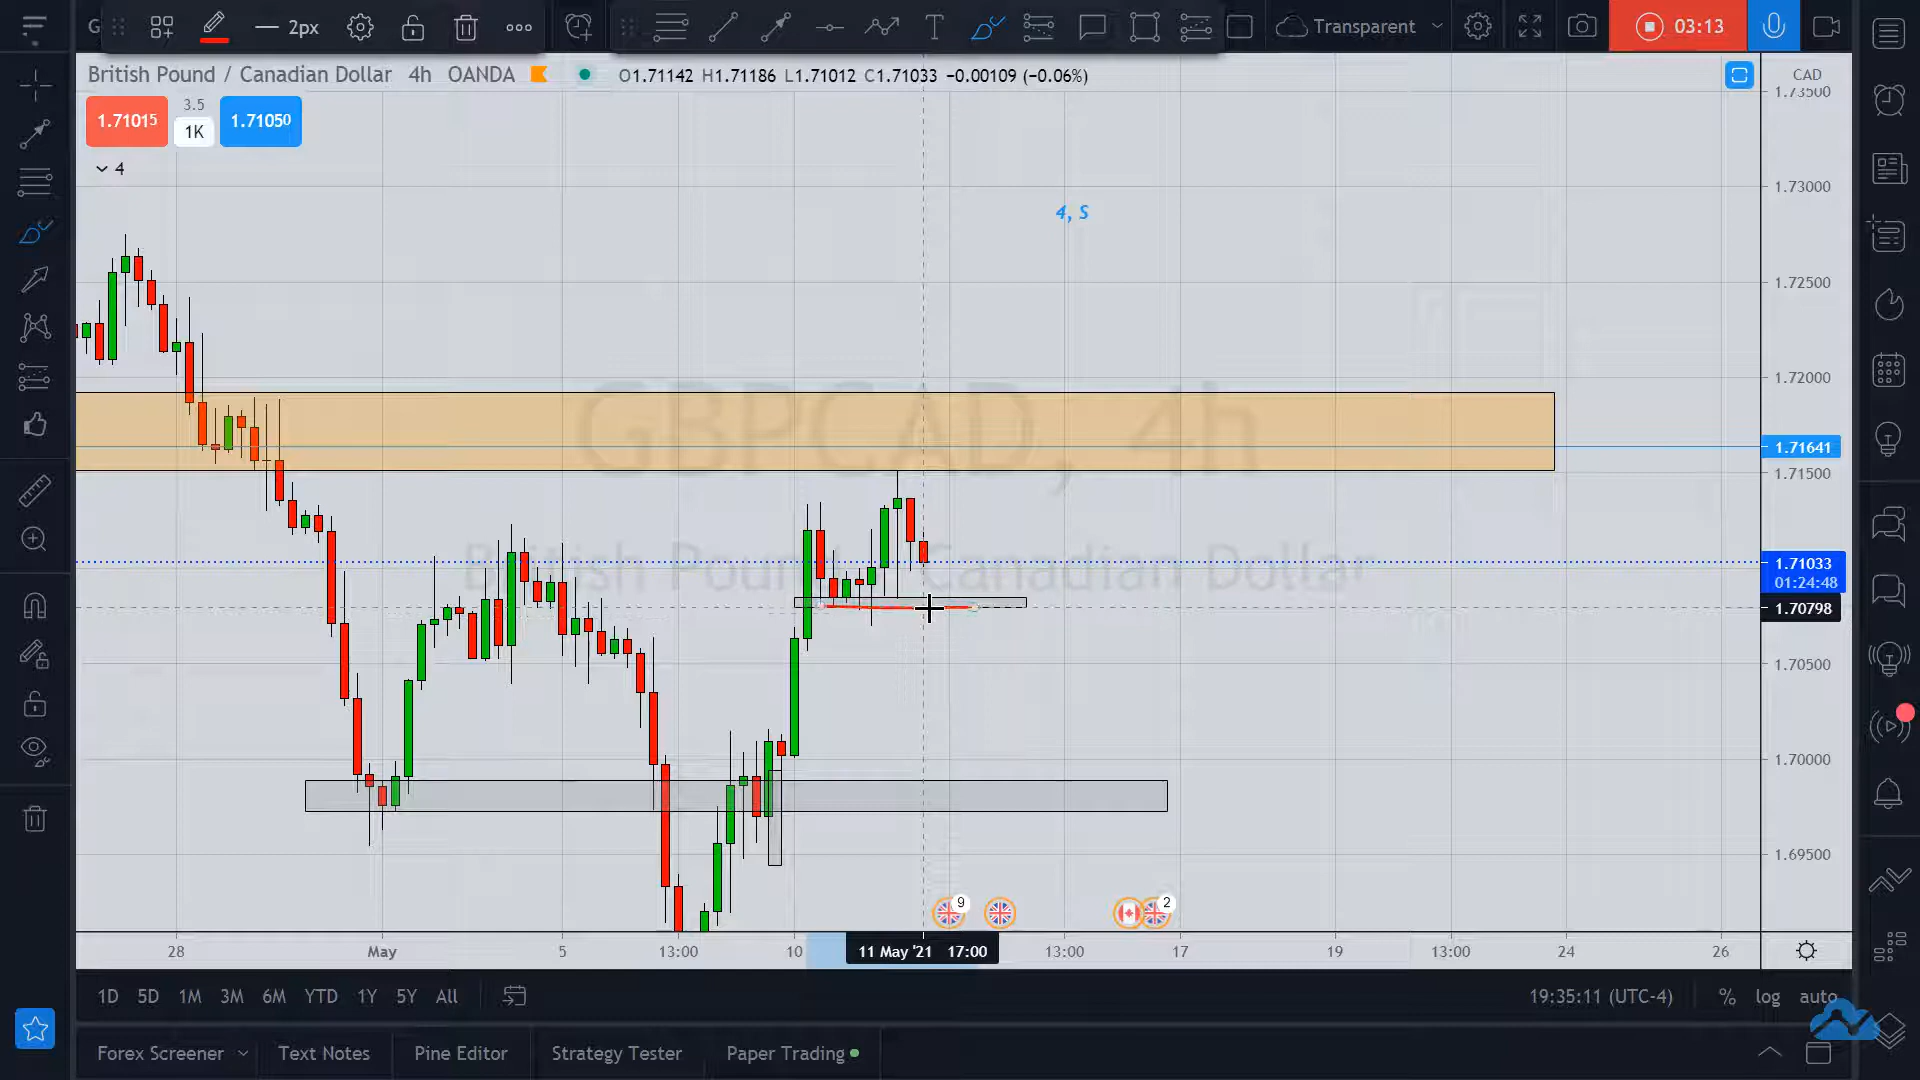 G
2px
Transparent
03:13
British Pound / Canadian Dollar 4h OANDA O1.71142 H1.71186 L1.71012 C1.71033 −0.00109 (−0.06%)
CAD
1.73500
1.71015
3.5
1K
1.71050
4
1.73000
4, S
1.72500
1.72000
GBPCAD, 4h
1.71641
1.71500
British Pound / Canadian Dollar
1.71033
01:24:48
1.70798
1.70500
1.70000
1.69500
9
2
28 May 5 13:00 10 11 May '21 17:00 13:00 17 19 13:00 24 26
1D 5D 1M 3M 6M YTD 1Y 5Y All
19:35:11 (UTC-4) % log auto
Forex Screener Text Notes Pine Editor Strategy Tester Paper Trading